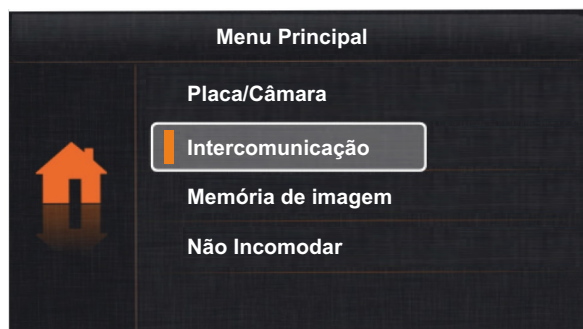 Menu Principal
Placa/Câmara
Intercomunicação
Memória de imagem
Não Incomodar